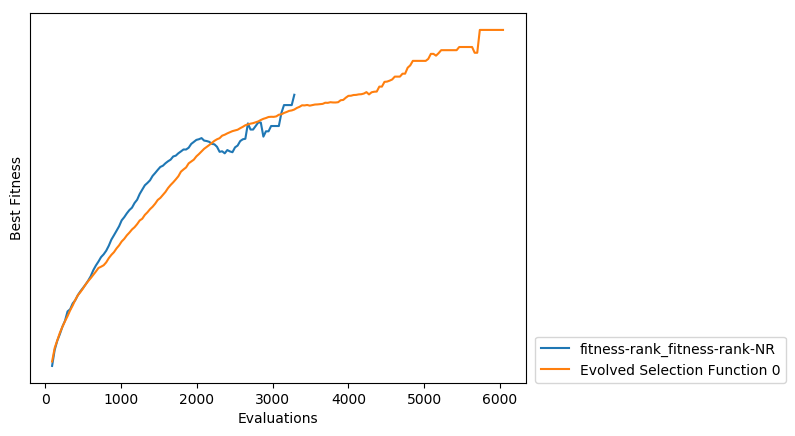 Best Fitness
0 1000 2000 3000 4000 5000 6000
Evaluations
fitness-rank_fitness-rank-NR
Evolved Selection Function 0